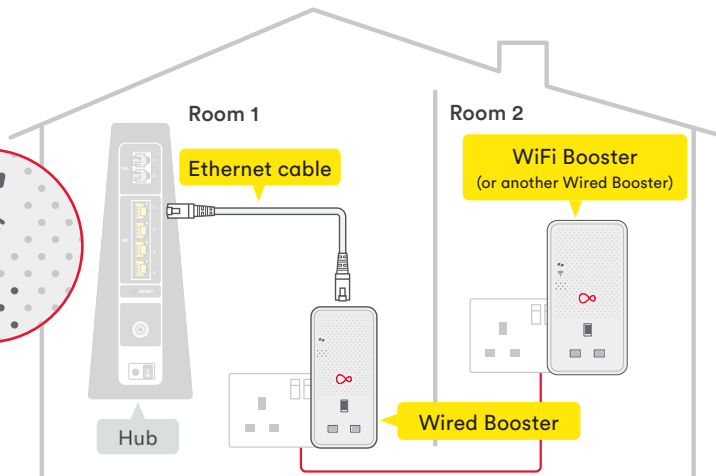 Room 1
Room 2
Ethernet cable
WiFi Booster
(or another Wired Booster)
Wired Booster
Hub